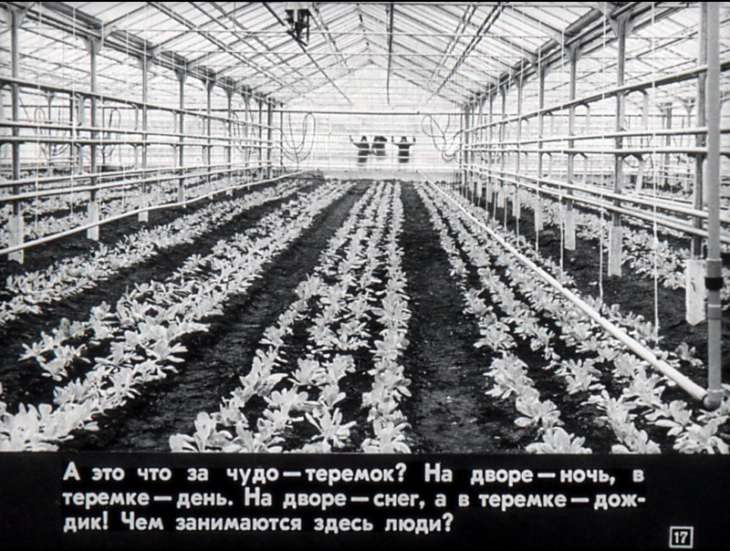 А это что за чудо — теремок? На дворе — ночь, в
теремке — день. На дворе — снег, а в теремке — дож-
дик! Чем занимаются здесь люди?
17